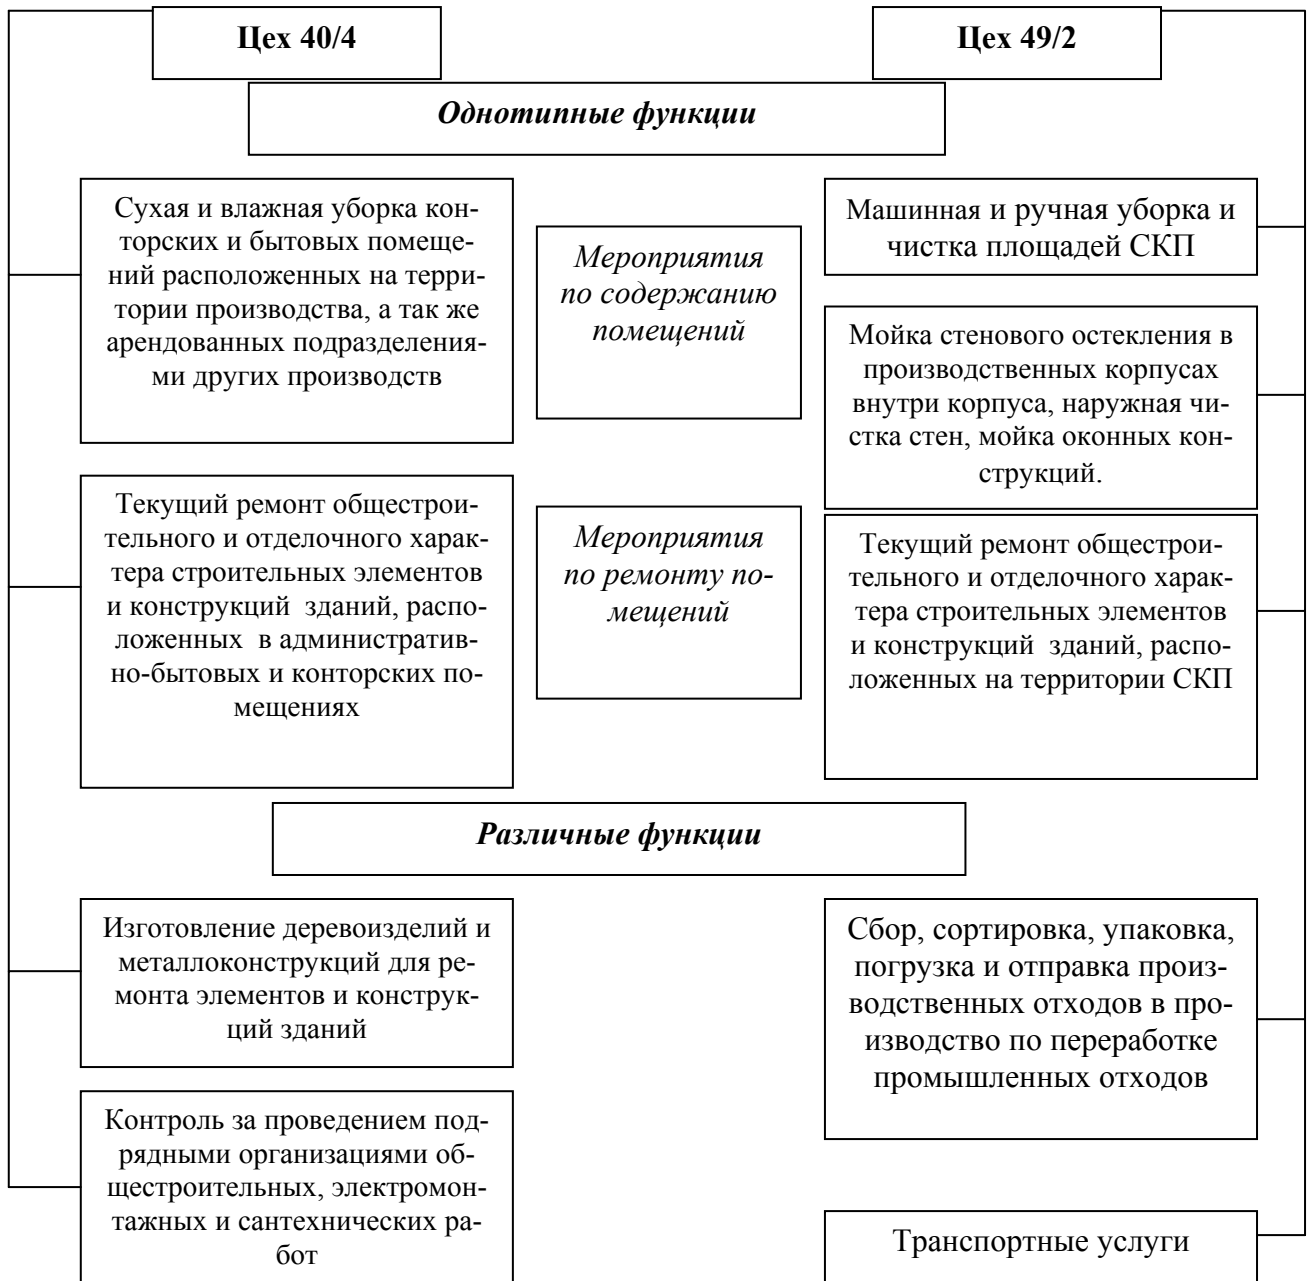 Цех 40/4
Цех 49/2
Однотипные функции
Сухая и влажная уборка кон-
торских и бытовых помеще-
ний расположенных на терри-
тории производства, а так же
арендованных подразделения-
ми других производств
Мероприятия
по содержанию
помещений
Машинная и ручная уборка и
чистка площадей СКП
Мойка стенового остекления в
производственных корпусах
внутри корпуса, наружная чи-
стка стен, мойка оконных кон-
струкций.
Текущий ремонт общестрои-
тельного и отделочного харак-
тера строительных элементов
и конструкций зданий, распо-
ложенных в административ-
но-бытовых и конторских по-
мещениях
Мероприятия
по ремонту по-
мещений
Текущий ремонт общестрои-
тельного и отделочного харак-
тера строительных элементов
и конструкций зданий, распо-
ложенных на территории СКП
Различные функции
Изготовление деревоизделий и
металлоконструкций для ре-
монта элементов и конструк-
ций зданий
Сбор, сортировка, упаковка,
погрузка и отправка произ-
водственных отходов в про-
изводство по переработке
промышленных отходов
Контроль за проведением под-
рядными организациями об-
щестроительных, электромон-
тажных и сантехнических ра-
бот
Транспортные услуги